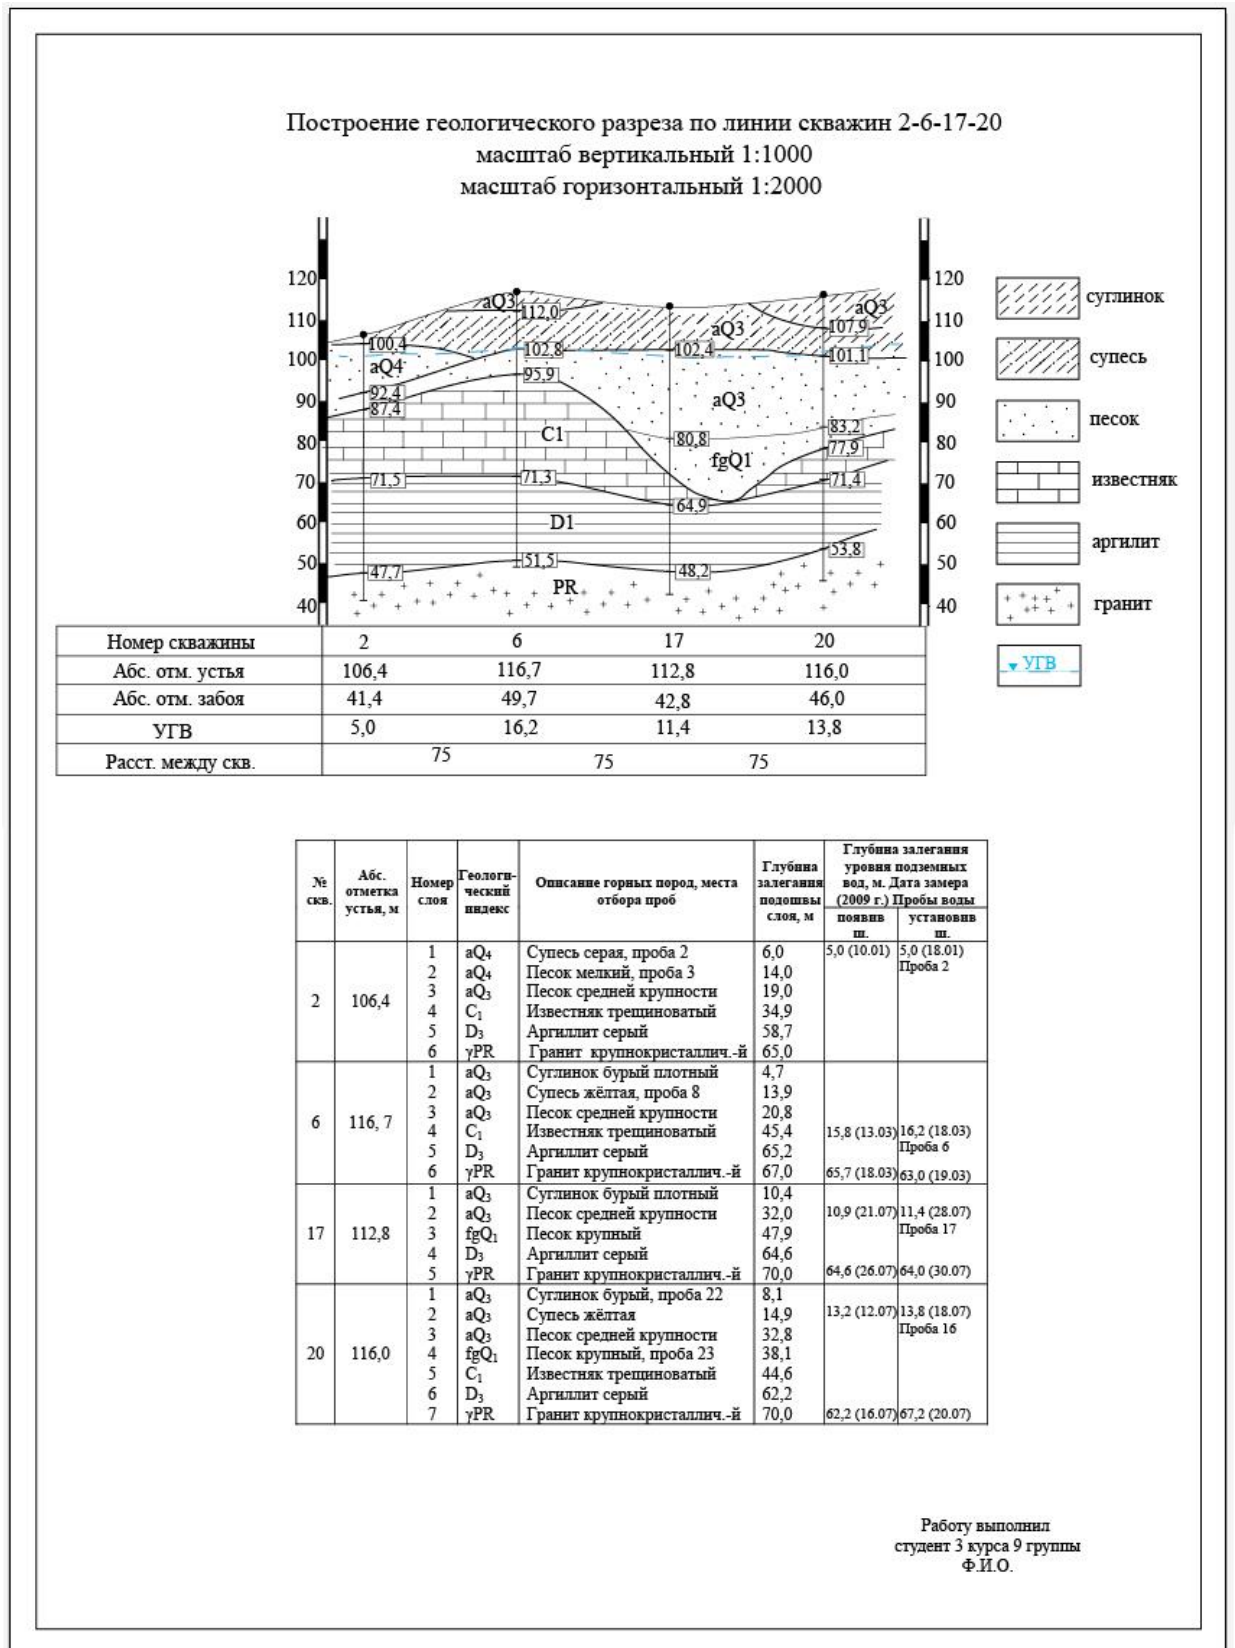 Построение геологического разреза по линии скважин 2-6-17-20
масштаб вертикальный 1:1000
масштаб горизонтальный 1:2000
120
110
100
90
80
70
60
50
40
120
110
100
90
80
70
60
50
40
aQ3
112,0
aQ3
aQ3
107,9
100,4
102,8
102,4
101,1
aQ4
95,9
92,4
87,4
aQ3
C1
80,8
83,2
77,9
fgQ1
71,5
71,3
71,4
64,9
D1
53,8
51,5
47,7
48,2
PR
суглинок
супесь
песок
известняк
аргилит
гранит
УГВ
Номер скважины 2 6 17 20
Абс. отм. устья 106,4 116,7 112,8 116,0
Абс. отм. забоя 41,4 49,7 42,8 46,0
УГВ 5,0 16,2 11,4 13,8
Расст. между скв. 75 75 75
№ скв. Абс. отметка устья, м Номер слоя Геологи-ческий индекс Описание горных пород, места отбора проб Глубина залегания подошвы слоя, м Глубина залегания уровня подземных вод, м. Дата замера (2009 г.) Пробы воды
появив ш. установив ш.
2 106,4
1 aQ4 Супесь серая, проба 2 6,0 5,0 (10.01) 5,0 (18.01)
Проба 2
2 aQ4 Песок мелкий, проба 3 14,0
3 aQ3 Песок средней крупности 19,0
4 C1 Известняк трещиноватый 34,9
5 D3 Аргиллит серый 58,7
6 γPR Гранит крупнокристаллич.-й 65,0
6 116, 7
1 aQ3 Суглинок бурый плотный 4,7
2 aQ3 Супесь жёлтая, проба 8 13,9
3 aQ3 Песок средней крупности 20,8
4 C1 Известняк трещиноватый 45,4 15,8 (13.03) 16,2 (18.03)
Проба 6
5 D3 Аргиллит серый 65,2
6 γPR Гранит крупнокристаллич.-й 67,0 65,7 (18.03) 63,0 (19.03)
17 112,8
1 aQ3 Суглинок бурый плотный 10,4
2 aQ3 Песок средней крупности 32,0 10,9 (21.07) 11,4 (28.07)
Проба 17
3 fgQ1 Песок крупный 47,9
4 D3 Аргиллит серый 64,6
5 γPR Гранит крупнокристаллич.-й 70,0 64,6 (26.07) 64,0 (30.07)
20 116,0
1 aQ3 Суглинок бурый, проба 22 8,1
2 aQ3 Супесь жёлтая 14,9 13,2 (12.07) 13,8 (18.07)
Проба 16
3 aQ3 Песок средней крупности 32,8
4 fgQ1 Песок крупный, проба 23 38,1
5 C1 Известняк трещиноватый 44,6
6 D3 Аргиллит серый 62,2
7 γPR Гранит крупнокристаллич.-й 70,0 62,2 (16.07) 67,2 (20.07)
Работу выполнил
студент 3 курса 9 группы
Ф.И.О.